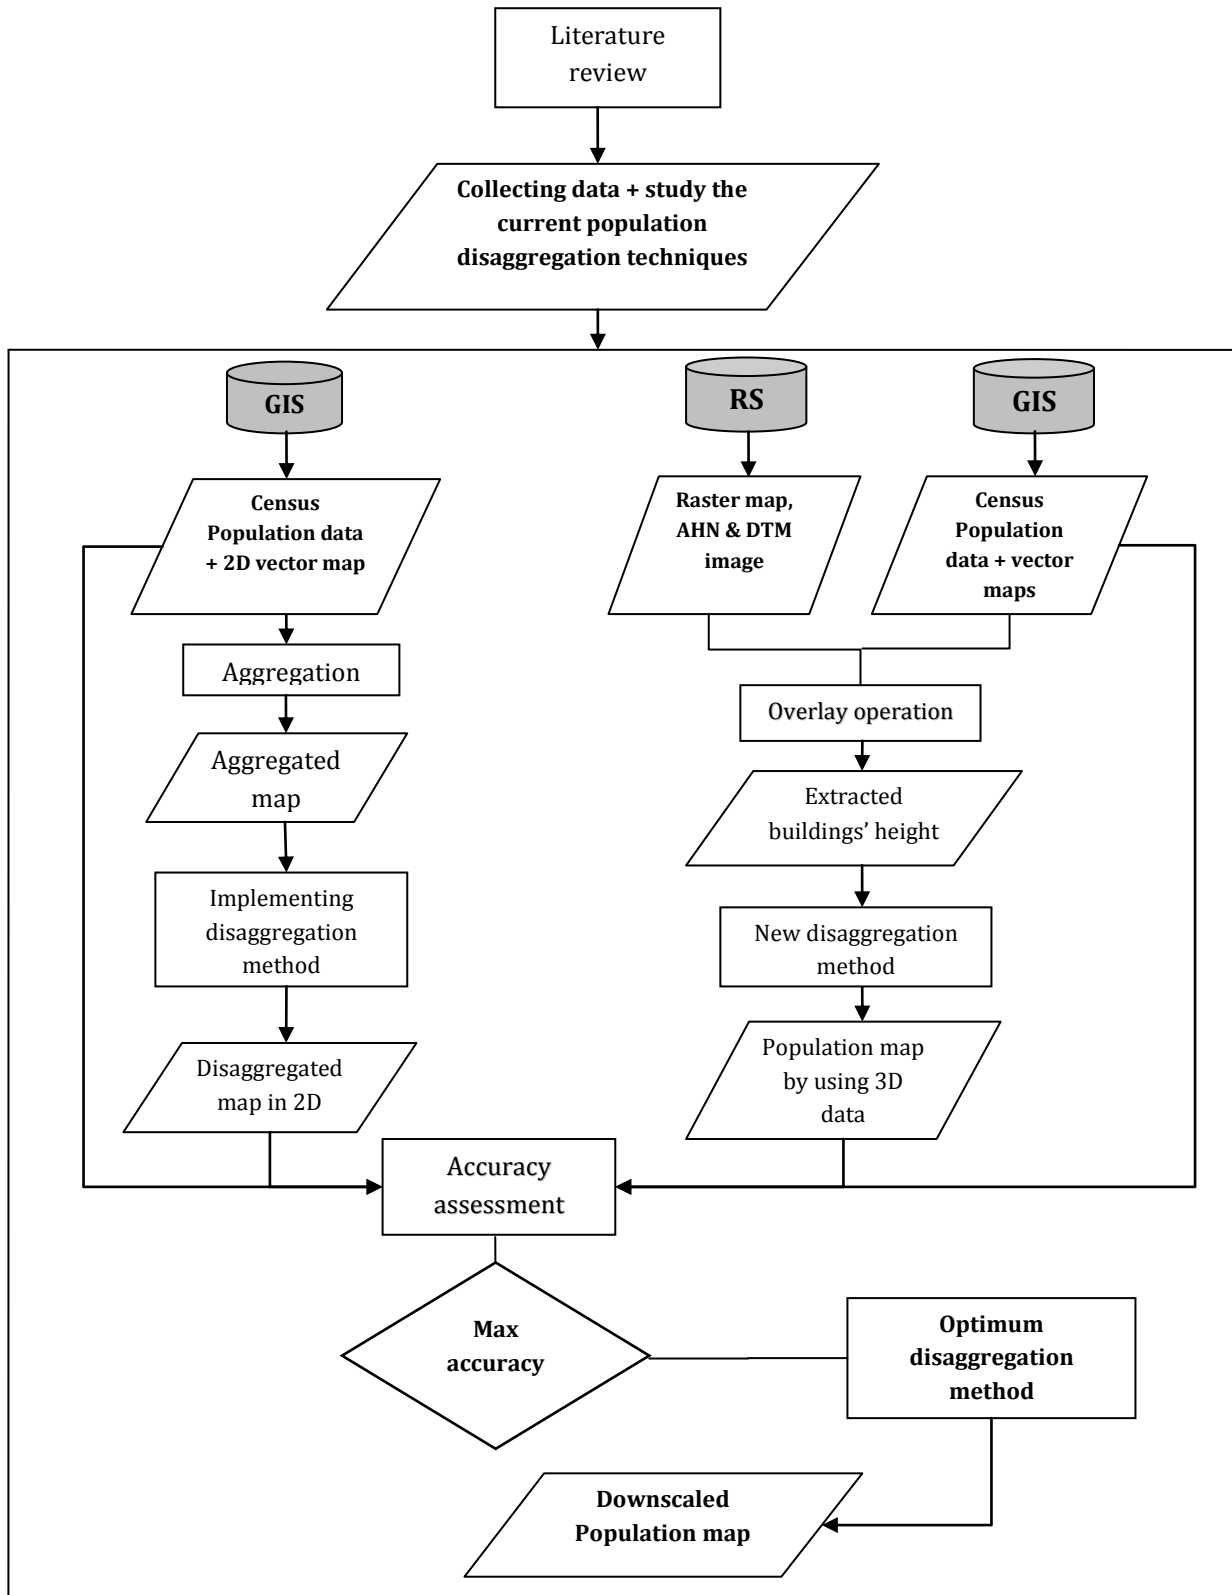 Literature
review
Collecting data + study the
current population
disaggregation techniques
GIS
RS
GIS
Census
Population data
+ 2D vector map
Raster map,
AHN & DTM
image
Census
Population
data + vector
maps
Aggregation
Overlay operation
Aggregated
map
Extracted
buildings’ height
Implementing
disaggregation
method
New disaggregation
method
Disaggregated
map in 2D
Population map
by using 3D
data
Accuracy
assessment
Max
accuracy
Optimum
disaggregation
method
Downscaled
Population map